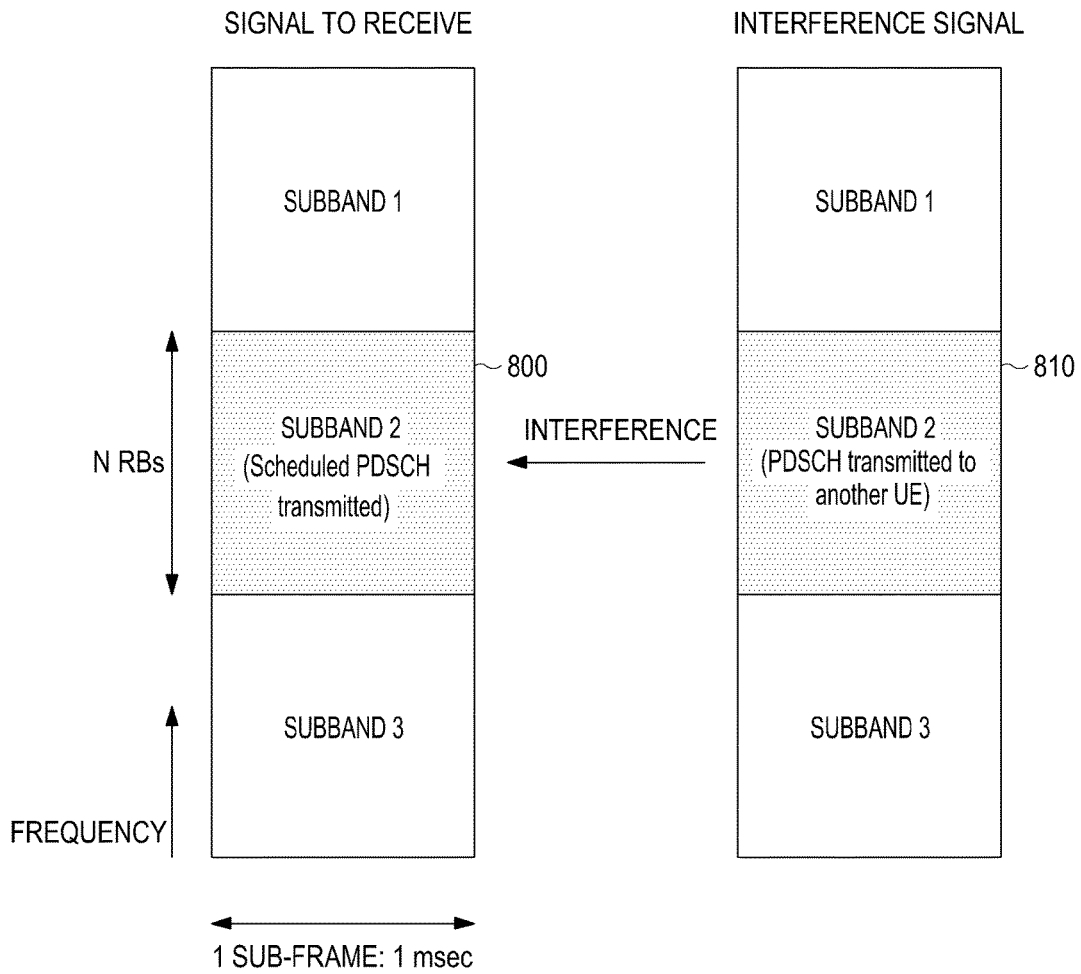 SIGNAL TO RECEIVE
INTERFERENCE SIGNAL
SUBBAND 1
SUBBAND 1
800
810
N RBs
SUBBAND 2
(Scheduled PDSCH
transmitted)
INTERFERENCE
SUBBAND 2
(PDSCH transmitted to
another UE)
SUBBAND 3
SUBBAND 3
FREQUENCY
1 SUB-FRAME: 1 msec